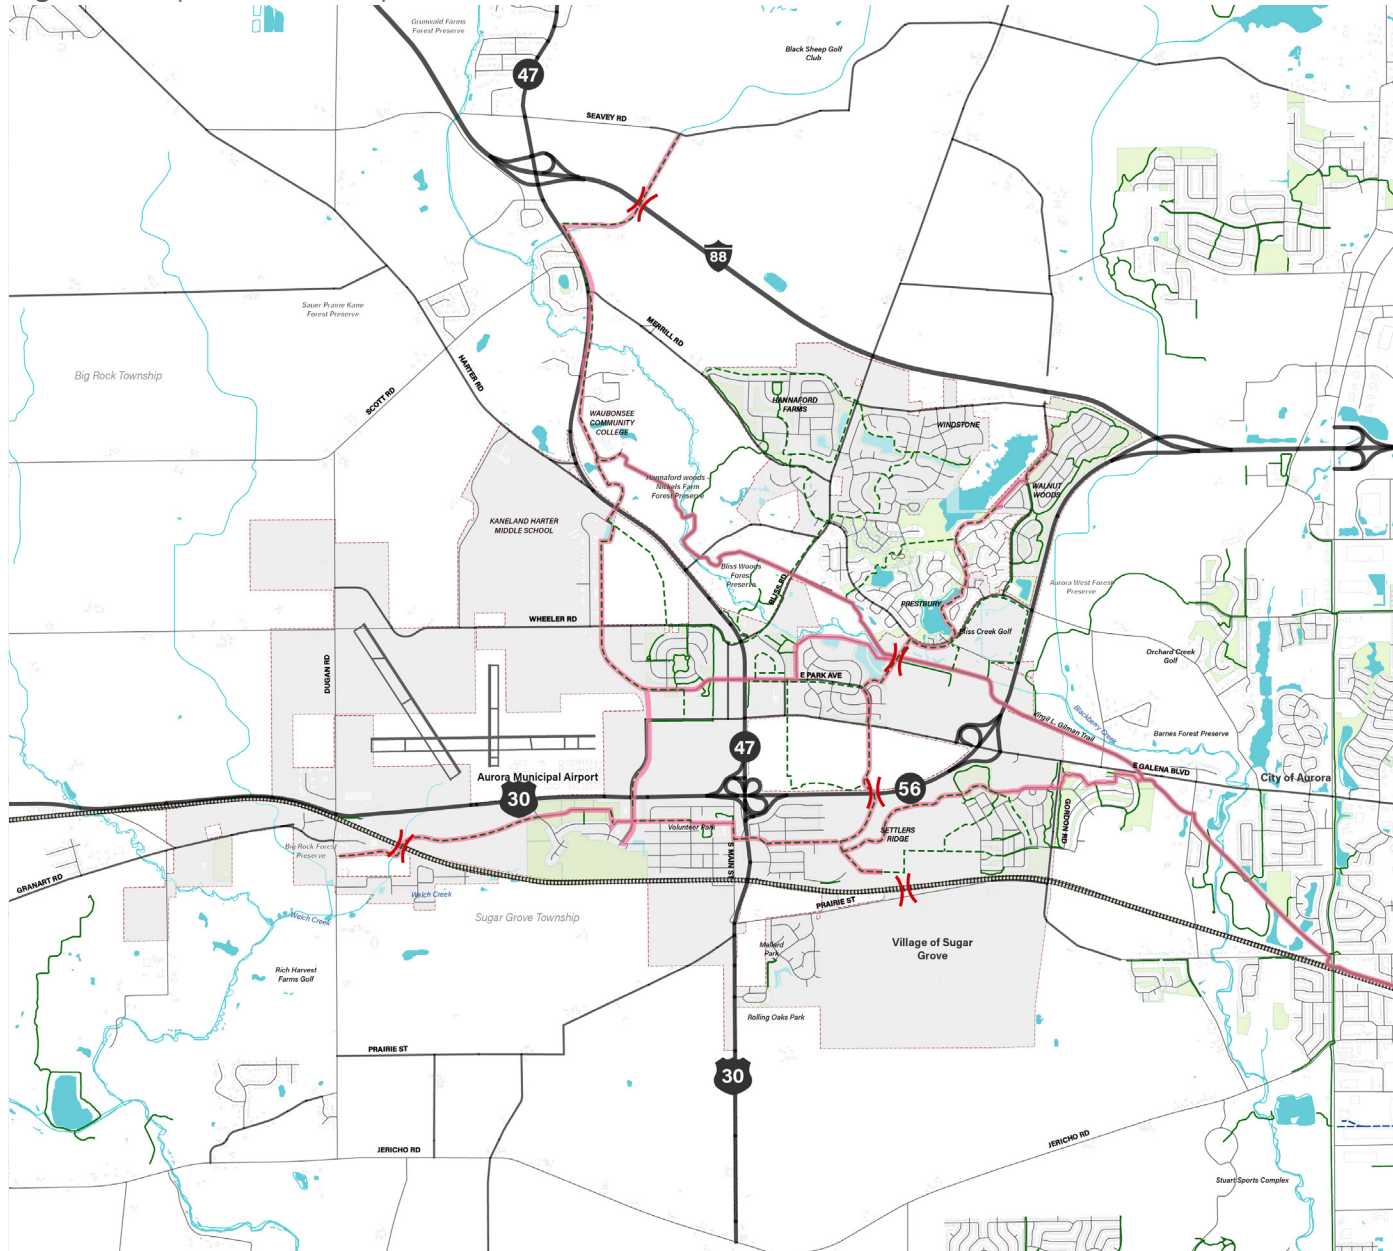 Grunwald Farms
Forest Preserve
Black Sheep Golf
Club
47
SEAVEY RD
88
Sauer Prairie Kane
Forest Preserve
MERRILL RD
Big Rock Township
HARTER RD
SCOTT RD
HANNAFORD
FARMS
WAUBONSEE
COMMUNITY
COLLEGE
WINDSTONE
Hannaford woods -
Nickels Farm
Forest Preserve
WALNUT
WOODS
KANELAND HARTER
MIDDLE SCHOOL
Bliss Woods
Forest
Preserve
BLISS RD
Aurora West Forest
Preserve
PRESTBURY
WHEELER RD
Bliss Creek Golf
Orchard Creek
Golf
DUGAN RD
E PARK AVE
Blackberry Creek
Virgil L. Gilman Trail
Barnes Forest Preserve
47
E GALENA BLVD
Aurora Municipal Airport
City of Aurora
30
56
GORDON RD
Volunteer Park
SETTLERS
RIDGE
Big Rock Forest
Preserve
S MAIN ST
GRANART RD
Welch Creek
PRAIRIE ST
Welch Creek
Sugar Grove Township
Mallard
Park
Village of Sugar
Grove
Rich Harvest
Farms Golf
Rolling Oaks Park
PRAIRIE ST
30
JERICHO RD
JERICHO RD
Stuart Sports Complex